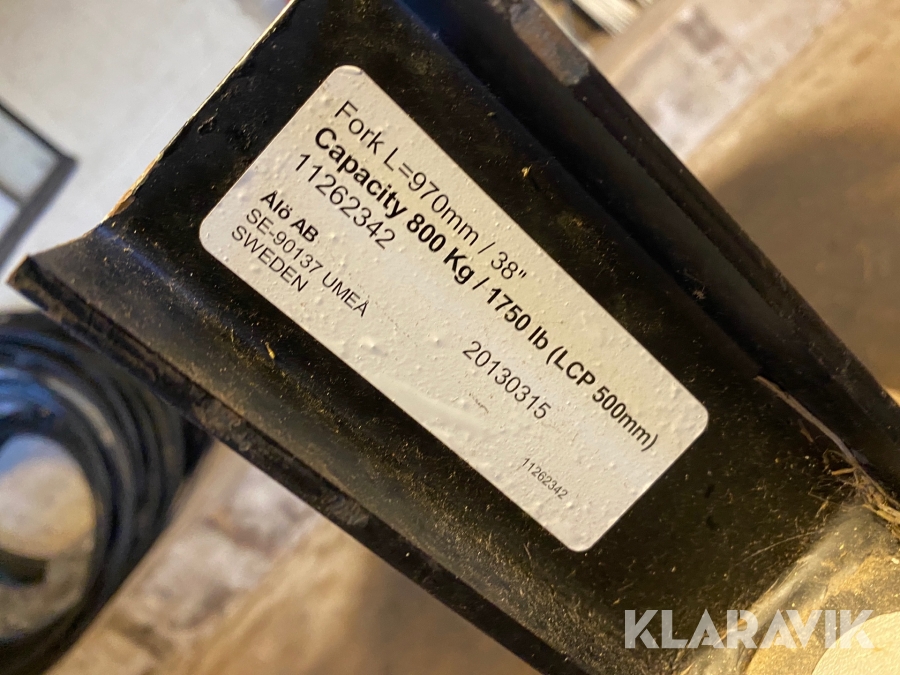 Fork L=970mm / 38"
Capacity 800 Kg / 1750 lb (LCP 500mm)
11262342
Ålö AB
SE-90137 UMEÅ
SWEDEN
20130315
11262342
KLARAVIK